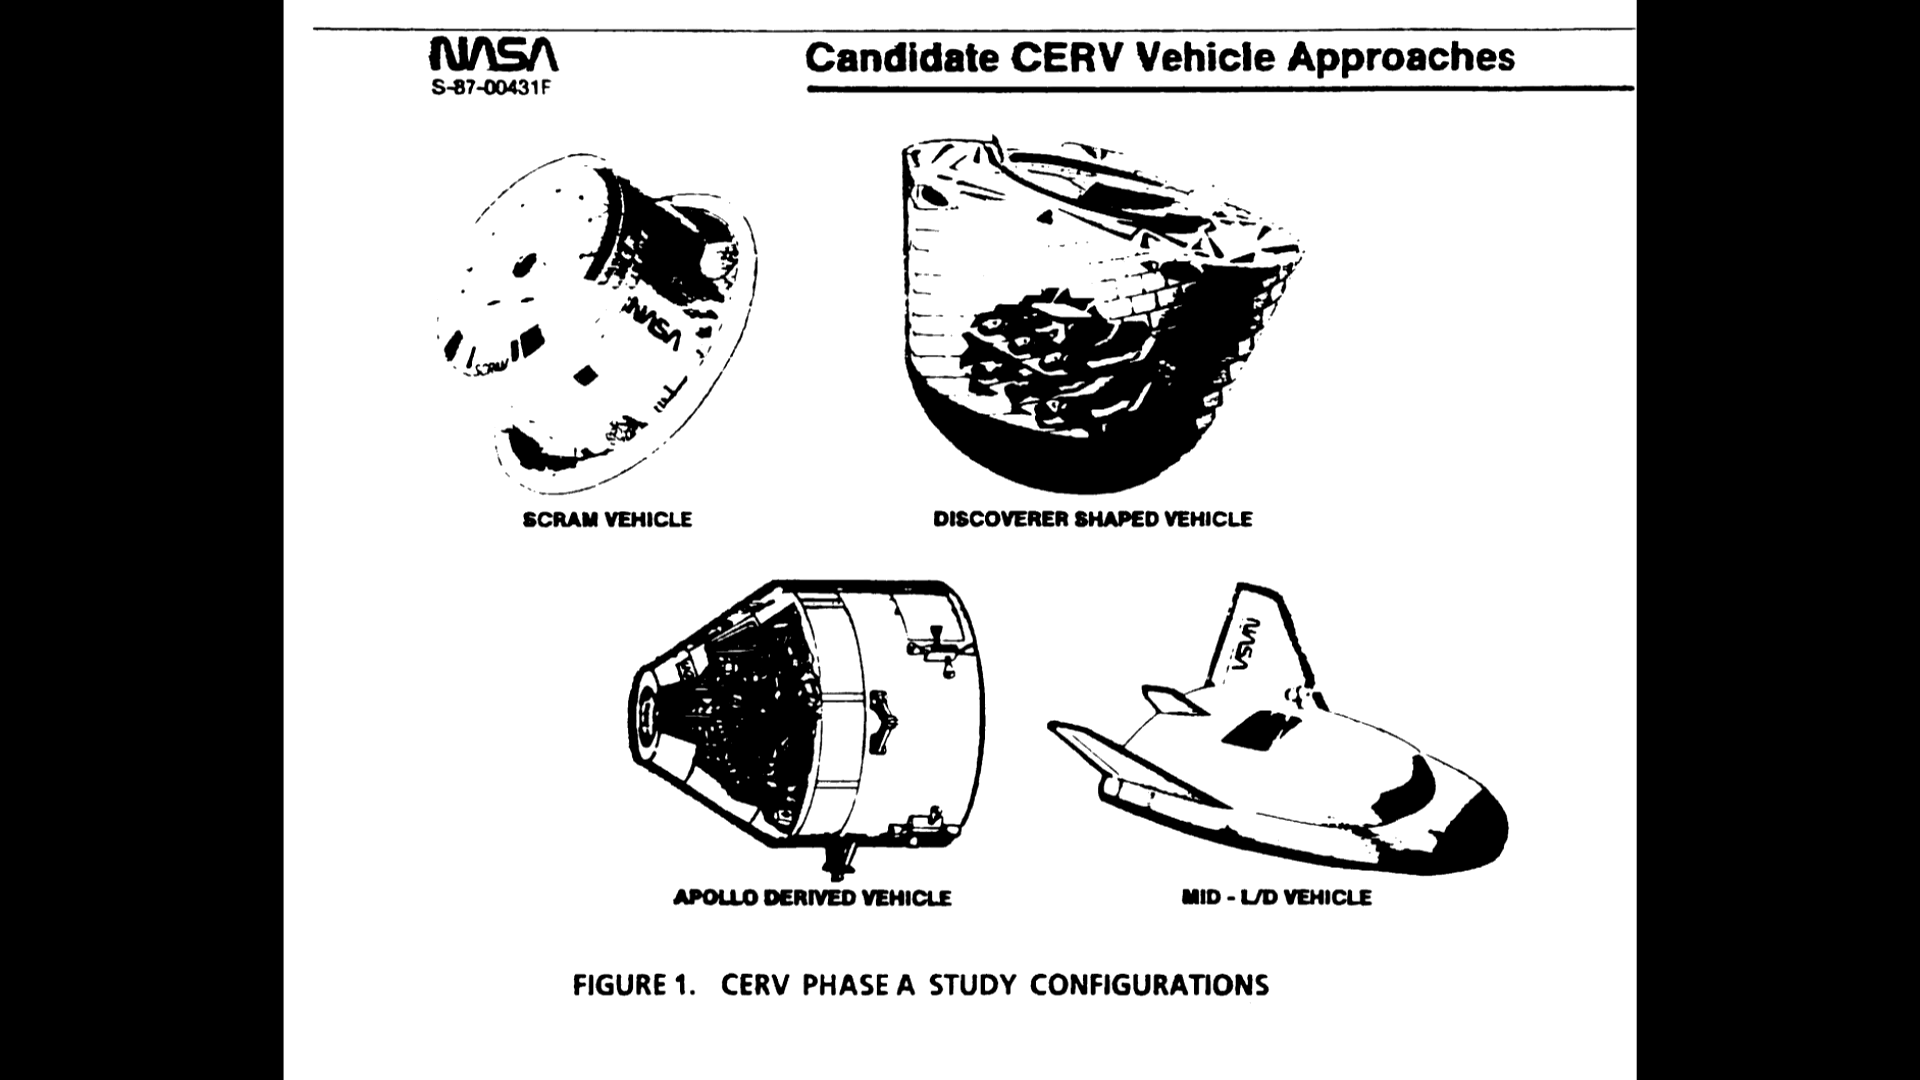 NASA
S-87-00431F
Candidate CERV Vehicle Approaches
NASA
SCRAM
SCRAM VEHICLE
DISCOVERER SHAPED VEHICLE
NASA
APOLLO DERIVED VEHICLE
MID - L/D VEHICLE
FIGURE 1. CERV PHASE A STUDY CONFIGURATIONS